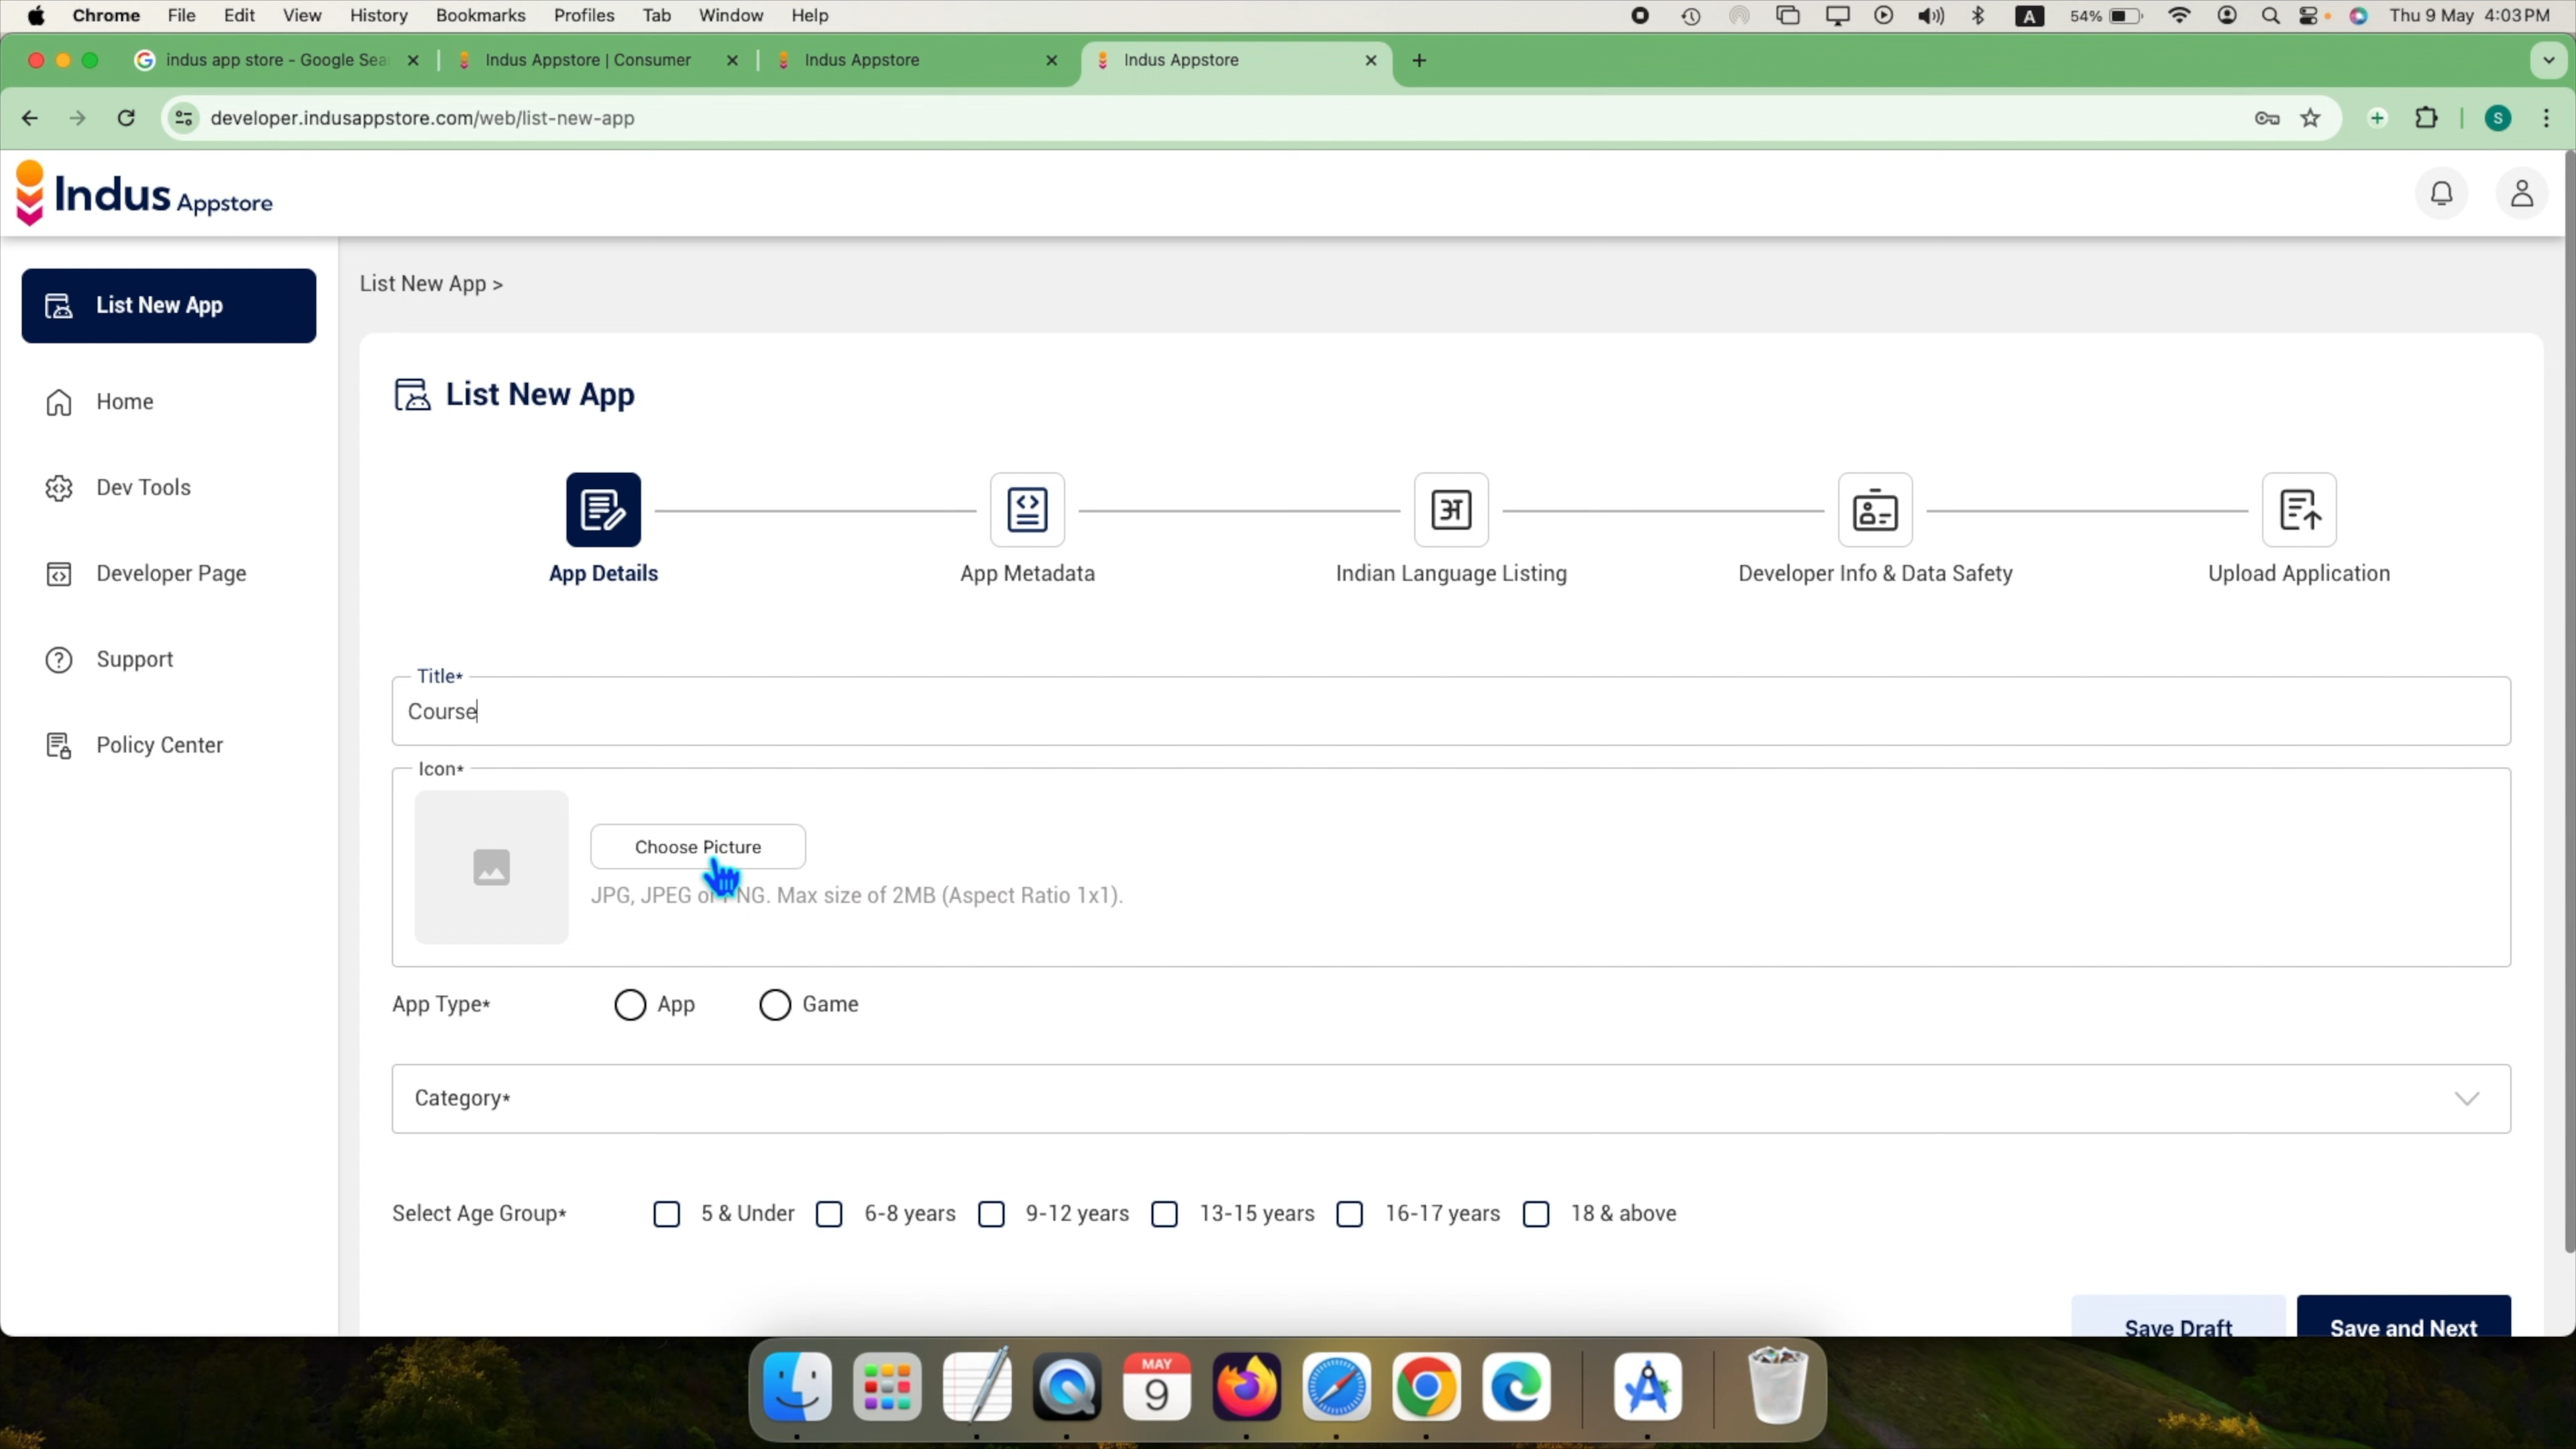 Chrome File Edit View History Bookmarks Profiles Tab Window Help A 54% Thu 9 May 4:03 PM
indus app store - Google Sea Indus Appstore | Consumer Indus Appstore Indus Appstore
developer.indusappstore.com/web/list-new-app S
Indus Appstore
List New App
Home
Dev Tools
Developer Page
Support
Policy Center
List New App >
List New App
अ
App Details App Metadata Indian Language Listing Developer Info & Data Safety Upload Application
Title*
Course
Icon*
Choose Picture
JPG, JPEG or PNG. Max size of 2MB (Aspect Ratio 1x1).
App Type* App Game
Category*
Select Age Group* 5 & Under 6-8 years 9-12 years 13-15 years 16-17 years 18 & above
Save Draft Save and Next
MAY
9